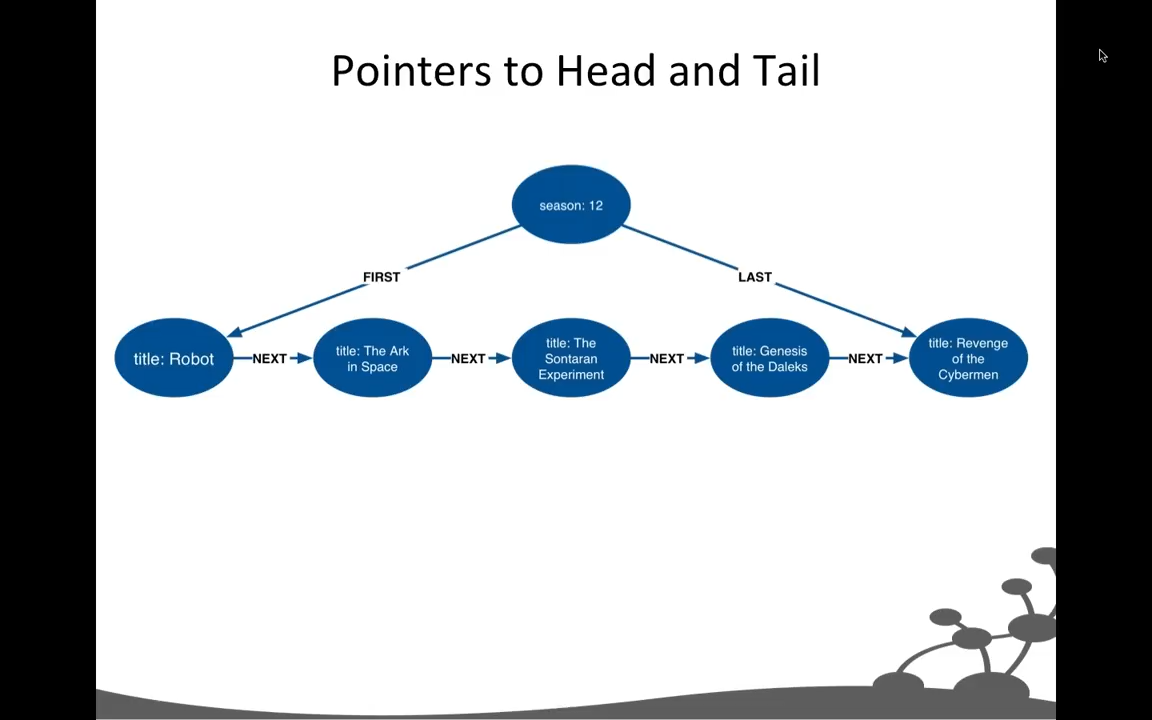 Pointers to Head and Tail
season: 12
FIRST
LAST
title: Robot
NEXT
title: The Ark
in Space
NEXT
title: The
Sontaran
Experiment
NEXT
title: Genesis
of the Daleks
NEXT
title: Revenge
of the
Cybermen